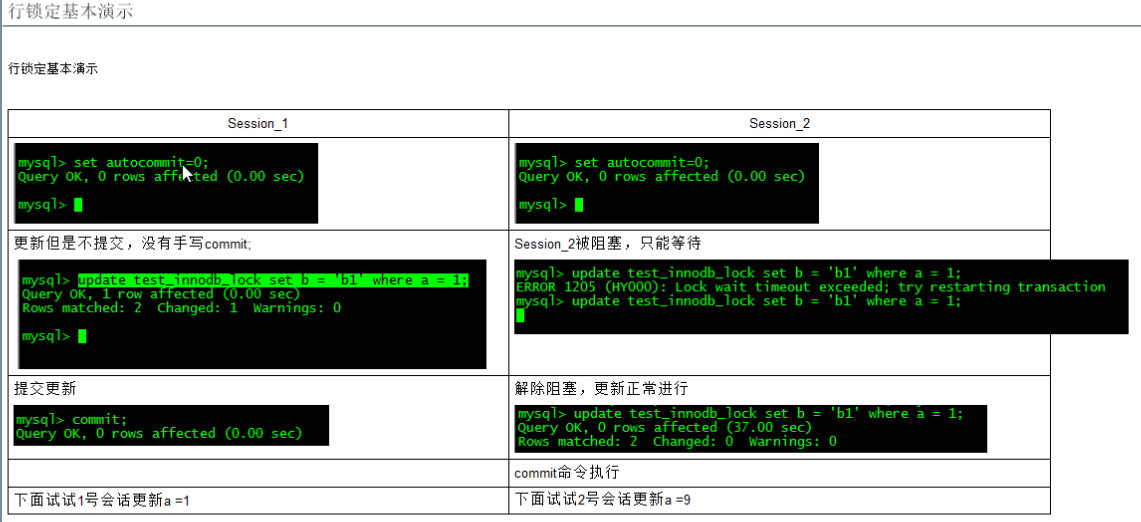 行锁定基本演示
行锁定基本演示
Session_1
Session_2
mysql> set autocommit=0;
Query OK, 0 rows affected (0.00 sec)
mysql>
mysql> set autocommit=0;
Query OK, 0 rows affected (0.00 sec)
mysql>
更新但是不提交，没有手写commit;
mysql> update test_innodb_lock set b = 'b1' where a = 1;
Query OK, 1 row affected (0.00 sec)
Rows matched: 2  Changed: 1  Warnings: 0
mysql>
Session_2被阻塞，只能等待
mysql> update test_innodb_lock set b = 'b1' where a = 1;
ERROR 1205 (HY000): Lock wait timeout exceeded; try restarting transaction
mysql> update test_innodb_lock set b = 'b1' where a = 1;
提交更新
mysql> commit;
Query OK, 0 rows affected (0.00 sec)
解除阻塞，更新正常进行
mysql> update test_innodb_lock set b = 'b1' where a = 1;
Query OK, 0 rows affected (37.00 sec)
Rows matched: 2  Changed: 0  Warnings: 0
commit命令执行
下面试试1号会话更新a =1
下面试试2号会话更新a =9